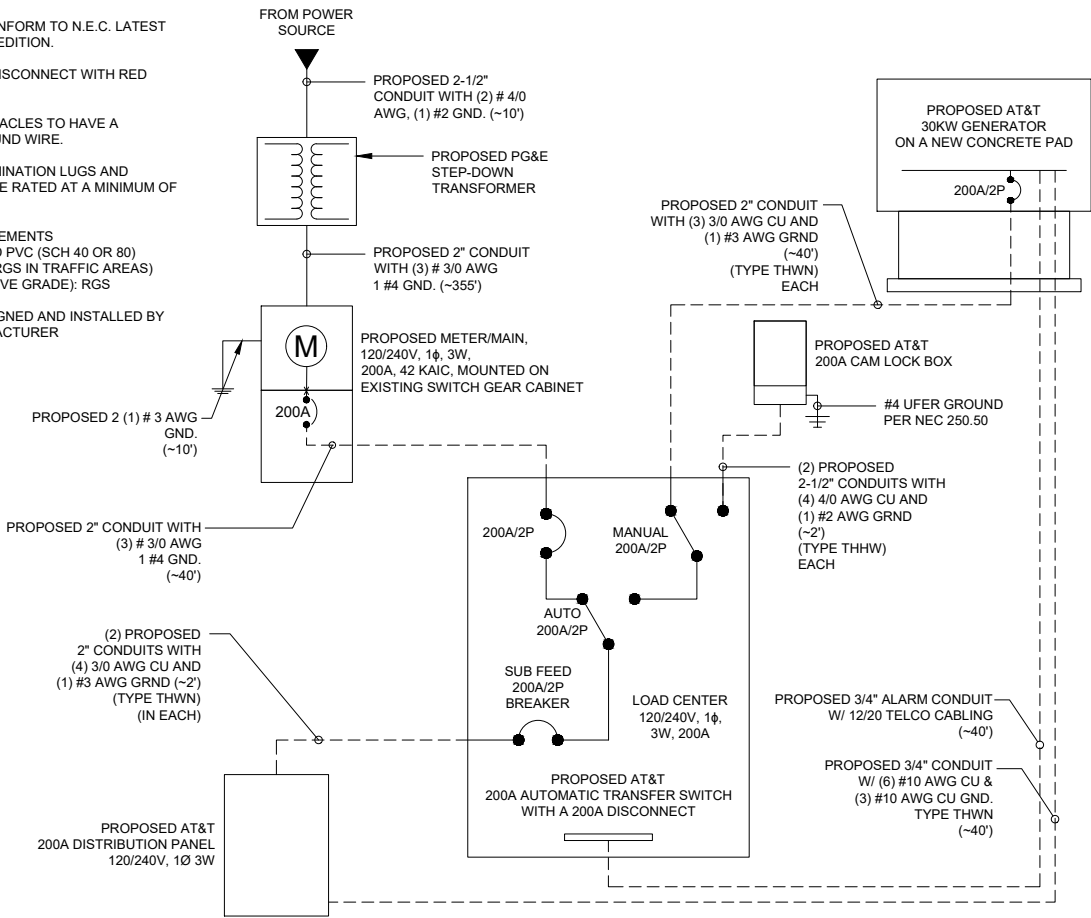 NFORM TO N.E.C. LATEST
EDITION.
ISCONNECT WITH RED
ACLES TO HAVE A
UND WIRE.
MINATION LUGS AND
E RATED AT A MINIMUM OF
EMENTS
D PVC (SCH 40 OR 80)
RGS IN TRAFFIC AREAS)
VE GRADE): RGS
GNED AND INSTALLED BY
ACTURER
FROM POWER
SOURCE
PROPOSED 2-1/2"
CONDUIT WITH (2) # 4/0
AWG, (1) #2 GND. (~10')
PROPOSED PG&E
STEP-DOWN
TRANSFORMER
PROPOSED 2" CONDUIT
WITH (3) # 3/0 AWG
1 #4 GND. (~355')
M
200A
PROPOSED METER/MAIN,
120/240V, 1ϕ, 3W,
200A, 42 KAIC, MOUNTED ON
EXISTING SWITCH GEAR CABINET
PROPOSED 2 (1) # 3 AWG
GND.
(~10')
PROPOSED 2" CONDUIT WITH
(3) # 3/0 AWG
1 #4 GND.
(~40')
PROPOSED AT&T
30KW GENERATOR
ON A NEW CONCRETE PAD
200A/2P
PROPOSED 2" CONDUIT
WITH (3) 3/0 AWG CU AND
(1) #3 AWG GRND
(~40')
(TYPE THWN)
EACH
PROPOSED AT&T
200A CAM LOCK BOX
#4 UFER GROUND
PER NEC 250.50
(2) PROPOSED
2-1/2" CONDUITS WITH
(4) 4/0 AWG CU AND
(1) #2 AWG GRND
(~2')
(TYPE THHW)
EACH
200A/2P
MANUAL
200A/2P
AUTO
200A/2P
SUB FEED
200A/2P
BREAKER
LOAD CENTER
120/240V, 1ϕ,
3W, 200A
PROPOSED AT&T
200A AUTOMATIC TRANSFER SWITCH
WITH A 200A DISCONNECT
(2) PROPOSED
2" CONDUITS WITH
(4) 3/0 AWG CU AND
(1) #3 AWG GRND (~2')
(TYPE THWN)
(IN EACH)
PROPOSED AT&T
200A DISTRIBUTION PANEL
120/240V, 1Ø 3W
PROPOSED 3/4" ALARM CONDUIT
W/ 12/20 TELCO CABLING
(~40')
PROPOSED 3/4" CONDUIT
W/ (6) #10 AWG CU &
(3) #10 AWG CU GND.
TYPE THWN
(~40')